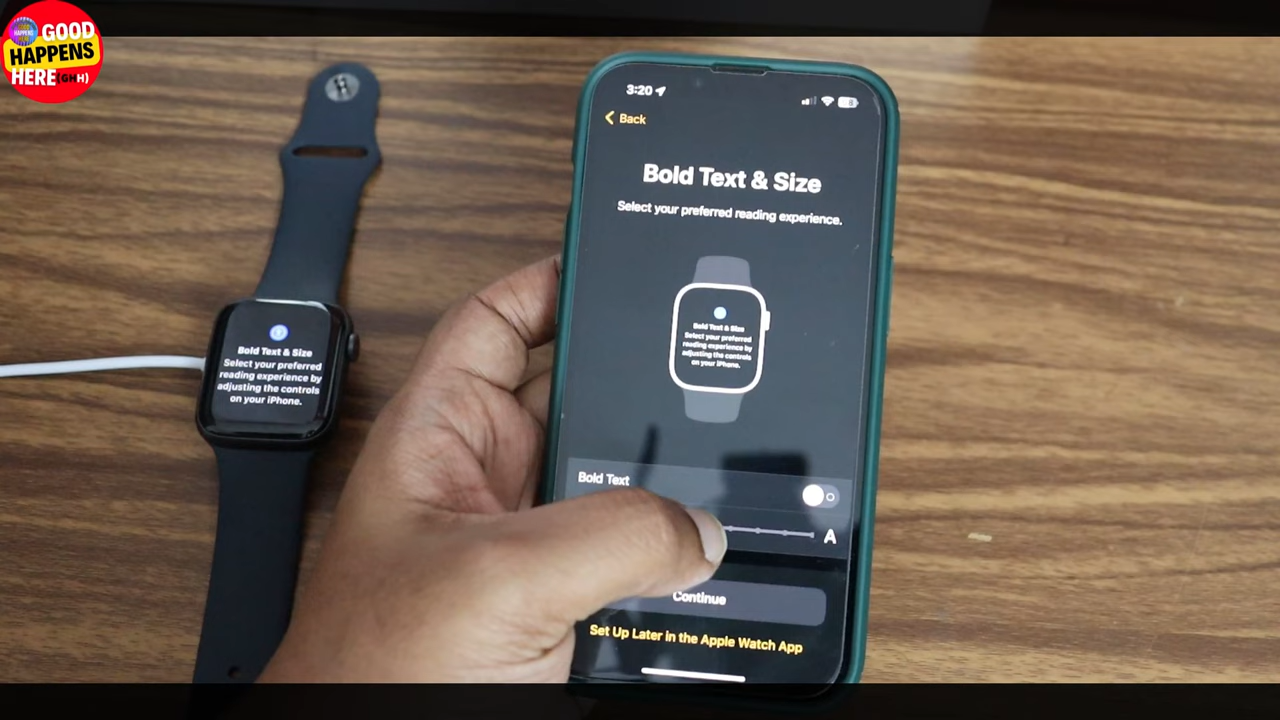 HAPPENS
GOOD
HAPPENS
HERE(GHH)
3:20
Back
Bold Text & Size
Select your preferred reading experience.
Bold Text & Size
Select your preferred
reading experience by
adjusting the controls
on your iPhone.
Bold Text & Size
Select your preferred
reading experience by
adjusting the controls
on your iPhone.
Bold Text
A
Continue
Set Up Later in the Apple Watch App